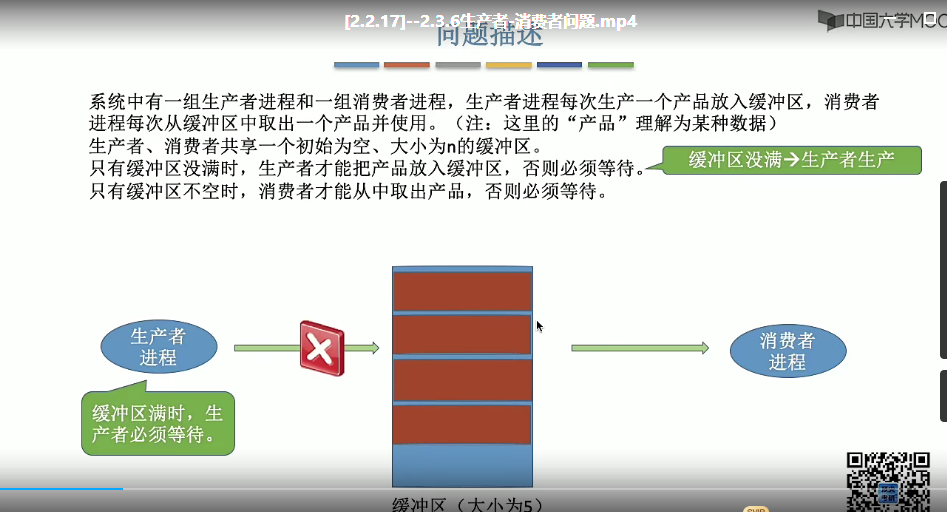 [2.2.17]--2.3.6生产者-消费者问题.mp4
中国大学MOOC
问题描述
系统中有一组生产者进程和一组消费者进程，生产者进程每次生产一个产品放入缓冲区，消费者
进程每次从缓冲区中取出一个产品并使用。（注：这里的“产品”理解为某种数据）
生产者、消费者共享一个初始为空、大小为n的缓冲区。
只有缓冲区没满时，生产者才能把产品放入缓冲区，否则必须等待。
缓冲区没满→生产者生产
只有缓冲区不空时，消费者才能从中取出产品，否则必须等待。
生产者
进程
消费者
进程
缓冲区满时，生
产者必须等待。
缓冲区（大小为5）